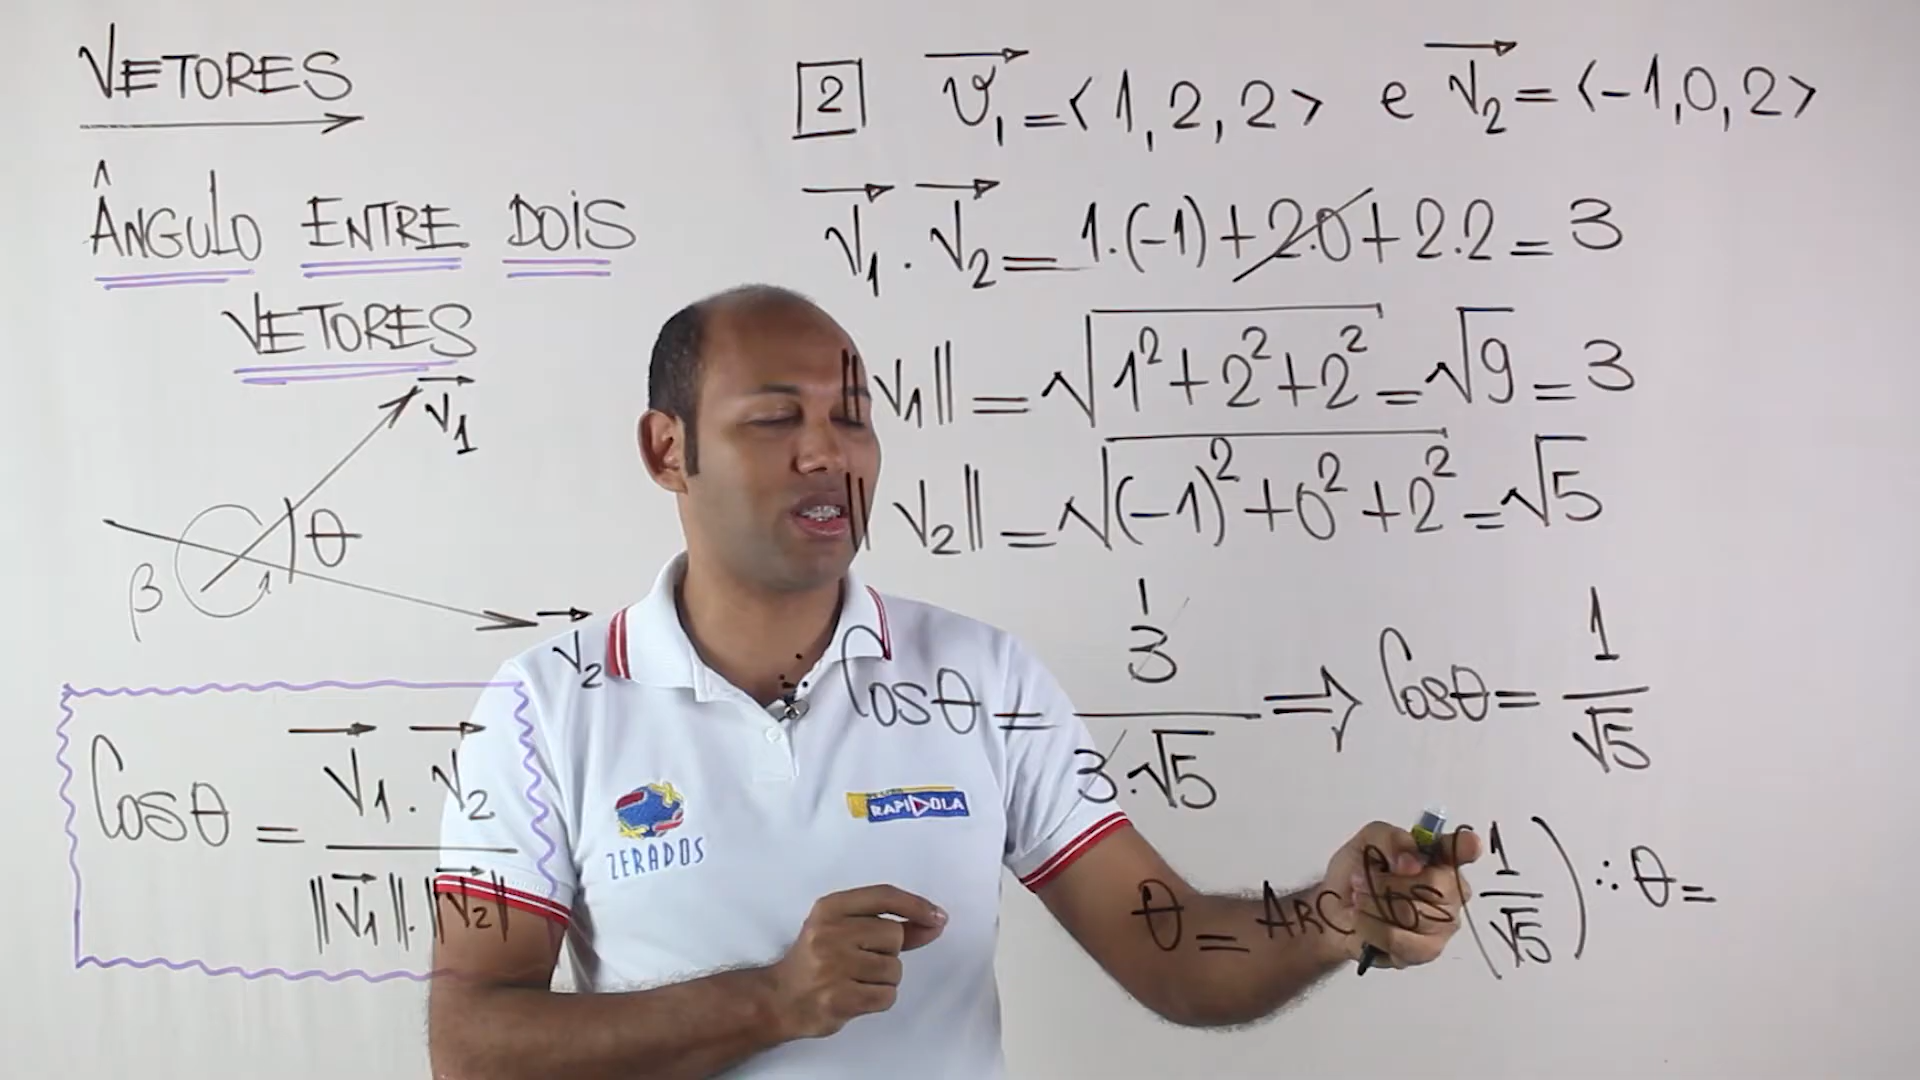 VETORES
ÂNGULO ENTRE DOIS
VETORES
V₁
θ
β
V₂
Cosθ = V₁ . V₂ / ||V₁|| . ||V₂||
2 V₁ = <1, 2, 2> e V₂ = <-1, 0, 2>
V₁ . V₂ = 1.(-1) + 2.0 + 2.2 = 3
||V₁|| = √(1² + 2² + 2²) = √9 = 3
||V₂|| = √((-1)² + 0² + 2²) = √5
1
Cosθ = 3 / 3.√5 ⇒ Cosθ = 1 / √5
θ = ARC Cos (1 / √5) ∴ θ =
ZERADOS
RAPIDOLA